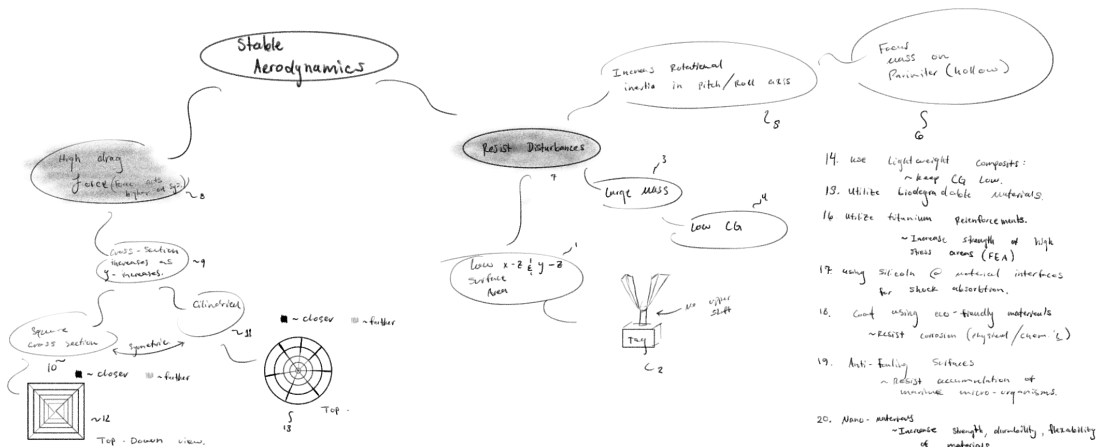 Stable
Aerodynamics
High drag
force (force acts
higher on sys.)
~8
Cross-Section
increases as
y-increases.
~9
Square
Cross Section
10~
symetric
Cilindrical
~11
■ ~ closer ~ further
■ ~ closer ~ further
~12
Top-Down view.
13
Top -
Resist Disturbances
7
Increas Rotational
inertia in pitch/Roll axis
5
Focus
mass on
Parimiter (hollow)
6
Large Mass
3
Low CG
4
Low x-z & y-z
Surface
Area
1
No upper
shift
Tag
2
14. Use Lightweight Composits:
~ keep CG Low.
15. Utilize biodegradable Materials.
16 Utilize titanium Reinforcements.
~ Increase strength of high
stress areas (FEA)
17 using Silicoln @ material interfaces
for shock absorbtion.
18. Coat using eco-friendly materials
~Resist corrosion (Physical/chem.)
19. Anti-fouling Surfaces
~ Resist accumulation of
marine micro-organisms.
20. Nano-materials
~Increase strength, durability, flexability
of materials